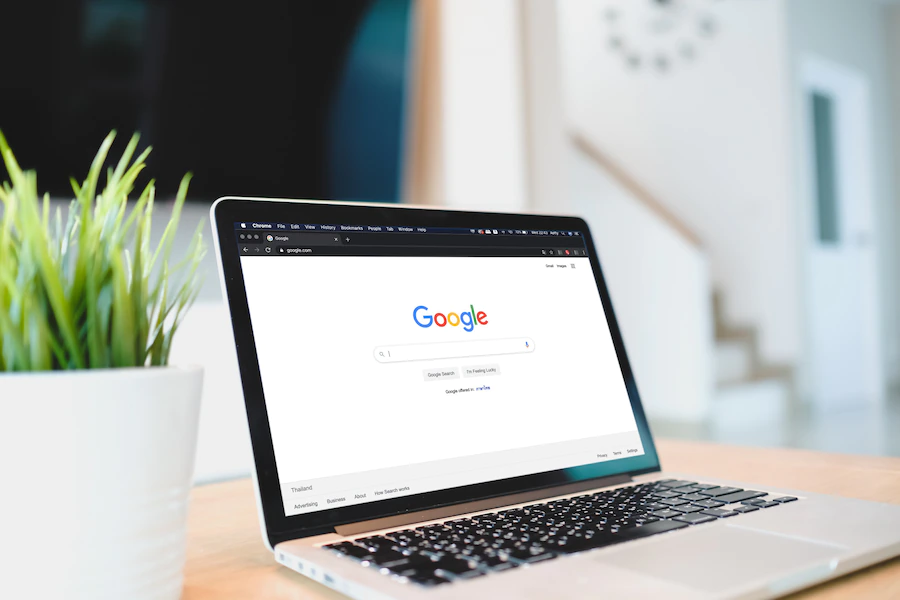 Chrome File Edit View History Bookmarks People Tab Window Help
Google
google.com
Gmail Images
Google
Google Search I'm Feeling Lucky
Google offered in: ภาษาไทย
Thailand
Advertising Business About How Search works
Privacy Terms Settings